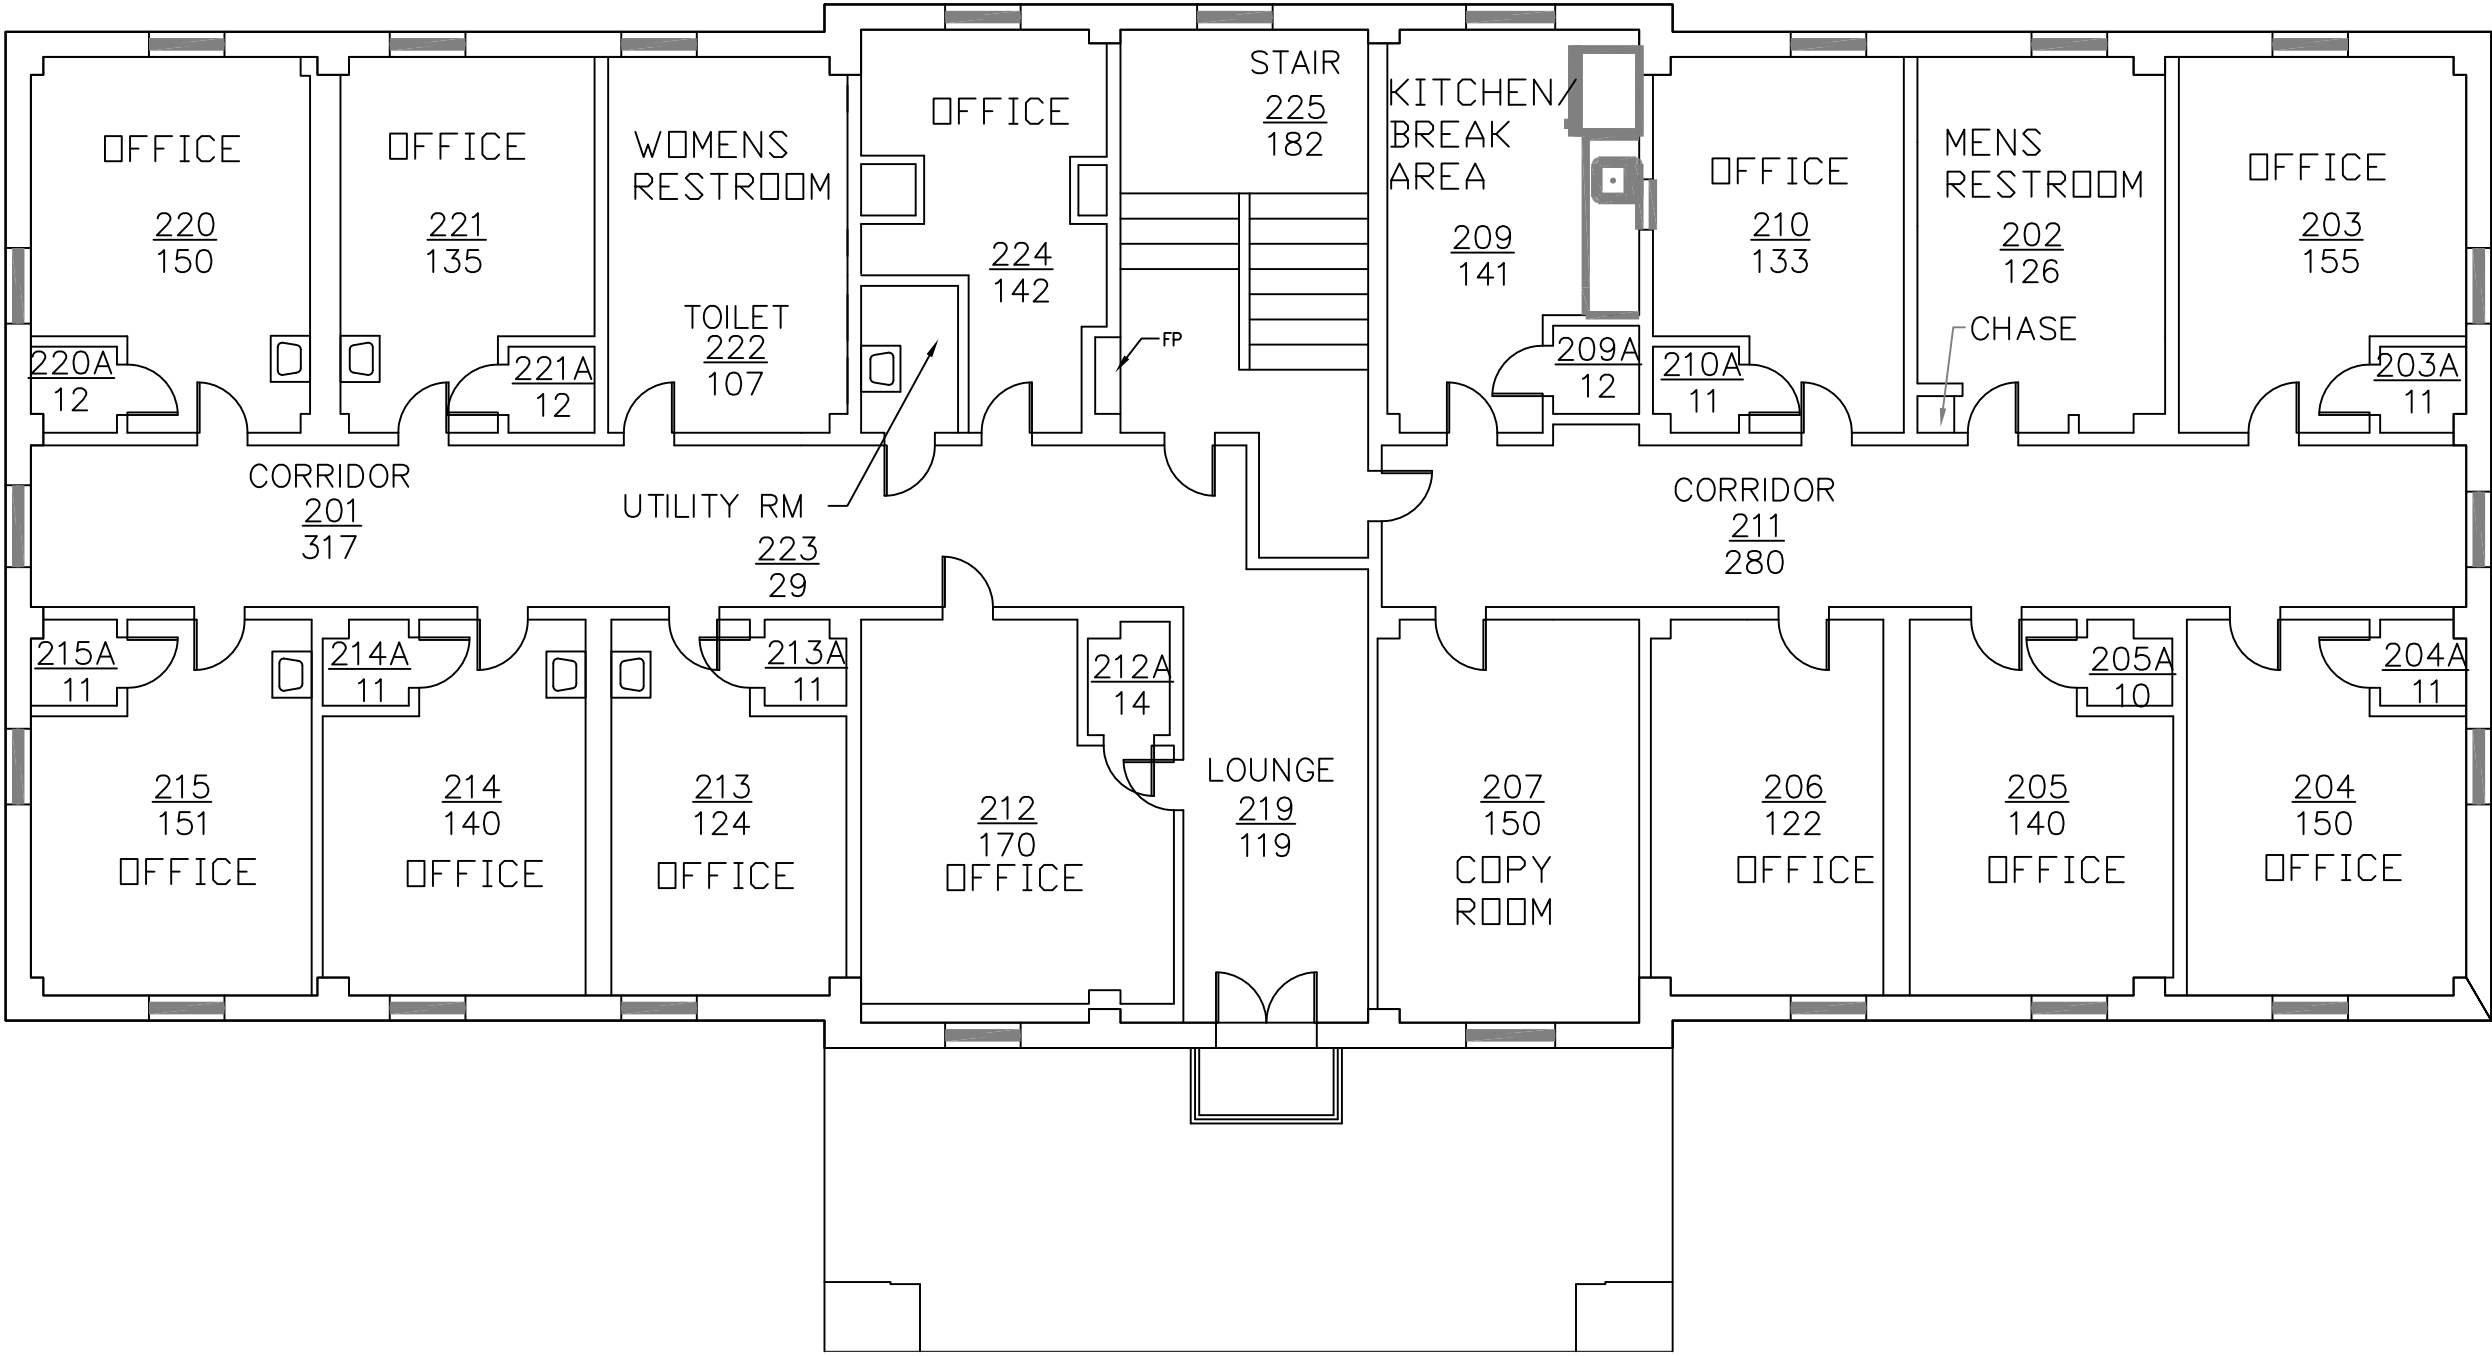 OFFICE
220
150
220A
12
OFFICE
221
135
221A
12
WOMENS
RESTROOM
TOILET
222
107
OFFICE
224
142
STAIR
225
182
FP
KITCHEN/
BREAK
AREA
209
141
209A
12
OFFICE
210
133
210A
11
MENS
RESTROOM
202
126
CHASE
OFFICE
203
155
203A
11
CORRIDOR
201
317
UTILITY RM
223
29
CORRIDOR
211
280
215A
11
215
151
OFFICE
214A
11
214
140
OFFICE
213A
11
213
124
OFFICE
212A
14
212
170
OFFICE
LOUNGE
219
119
207
150
COPY
ROOM
206
122
OFFICE
205A
10
205
140
OFFICE
204A
11
204
150
OFFICE